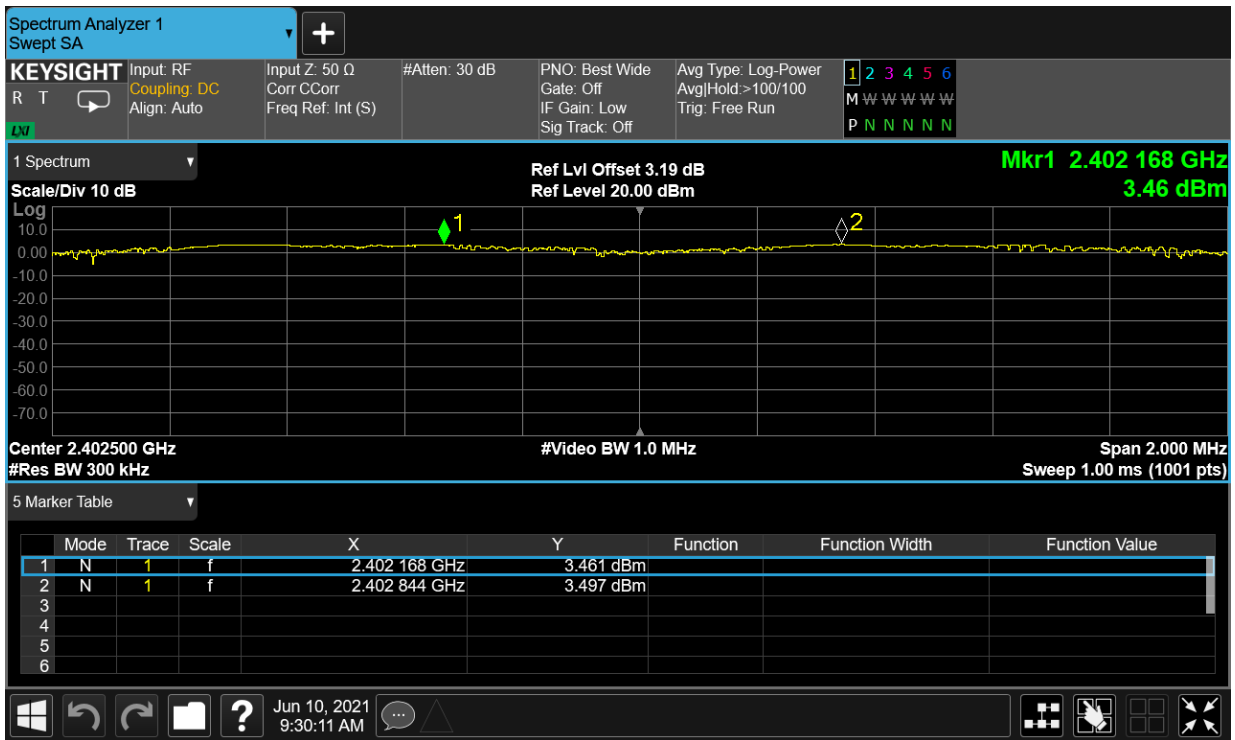 Spectrum Analyzer 1
Swept SA
+
KEYSIGHT
R T
LXI
Input: RF
Coupling: DC
Align: Auto
Input Z: 50 Ω
Corr CCorr
Freq Ref: Int (S)
#Atten: 30 dB
PNO: Best Wide
Gate: Off
IF Gain: Low
Sig Track: Off
Avg Type: Log-Power
Avg|Hold:>100/100
Trig: Free Run
1 2 3 4 5 6
M W W W W W
P N N N N N
1 Spectrum
Scale/Div 10 dB
Ref Lvl Offset 3.19 dB
Ref Level 20.00 dBm
Mkr1 2.402 168 GHz
3.46 dBm
Log
10.0
0.00
-10.0
-20.0
-30.0
-40.0
-50.0
-60.0
-70.0
1
2
Center 2.402500 GHz
#Res BW 300 kHz
#Video BW 1.0 MHz
Span 2.000 MHz
Sweep 1.00 ms (1001 pts)
5 Marker Table
Mode Trace Scale X Y Function Function Width Function Value
1 N 1 f 2.402 168 GHz 3.461 dBm
2 N 1 f 2.402 844 GHz 3.497 dBm
3
4
5
6
?
Jun 10, 2021
9:30:11 AM